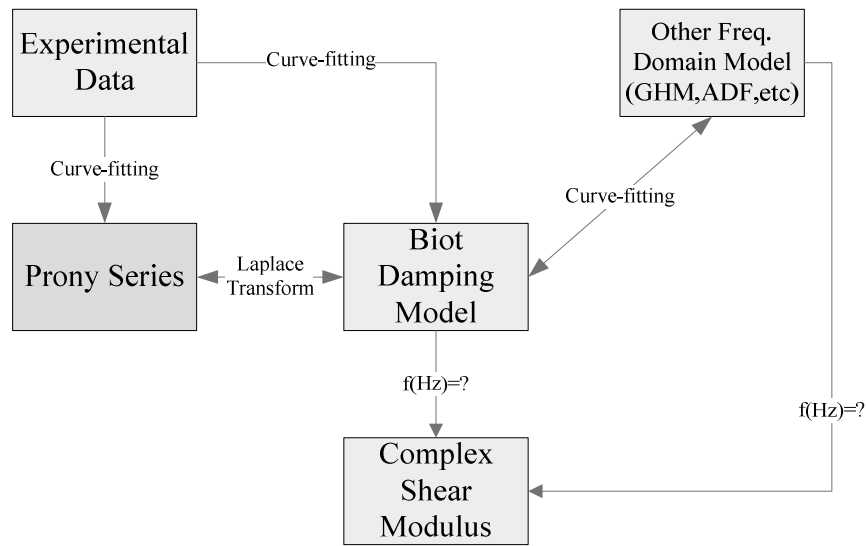 Experimental
Data
Curve-fitting
Other Freq.
Domain Model
(GHM,ADF,etc)
Curve-fitting
Curve-fitting
Prony Series
Laplace
Transform
Biot
Damping
Model
f(Hz)=?
f(Hz)=?
Complex
Shear
Modulus